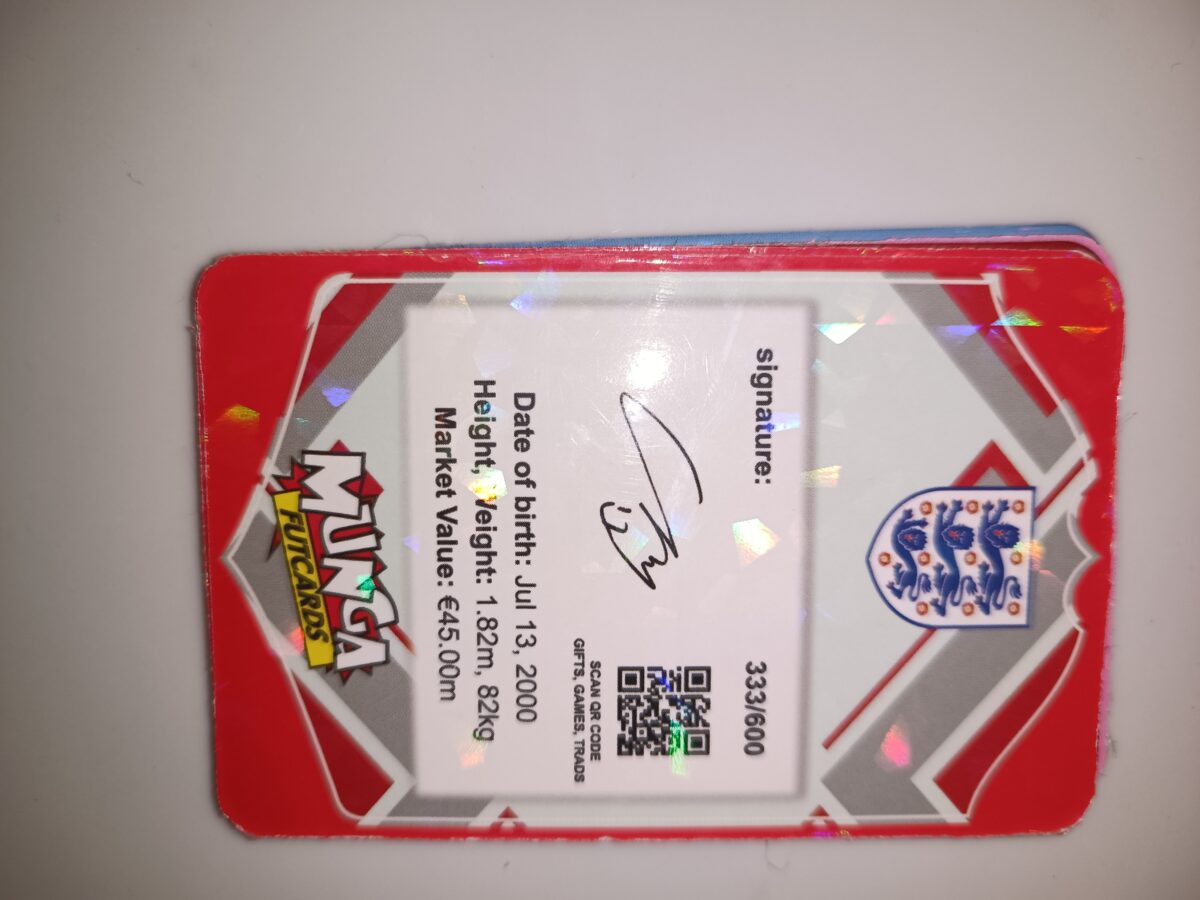 signature:
333/600
SCAN QR CODE
GIFTS, GAMES, TRADS
Date of birth: Jul 13, 2000
Height, Weight: 1.82m, 82kg
Market Value: €45.00m
MUNGA
FUTCARDS